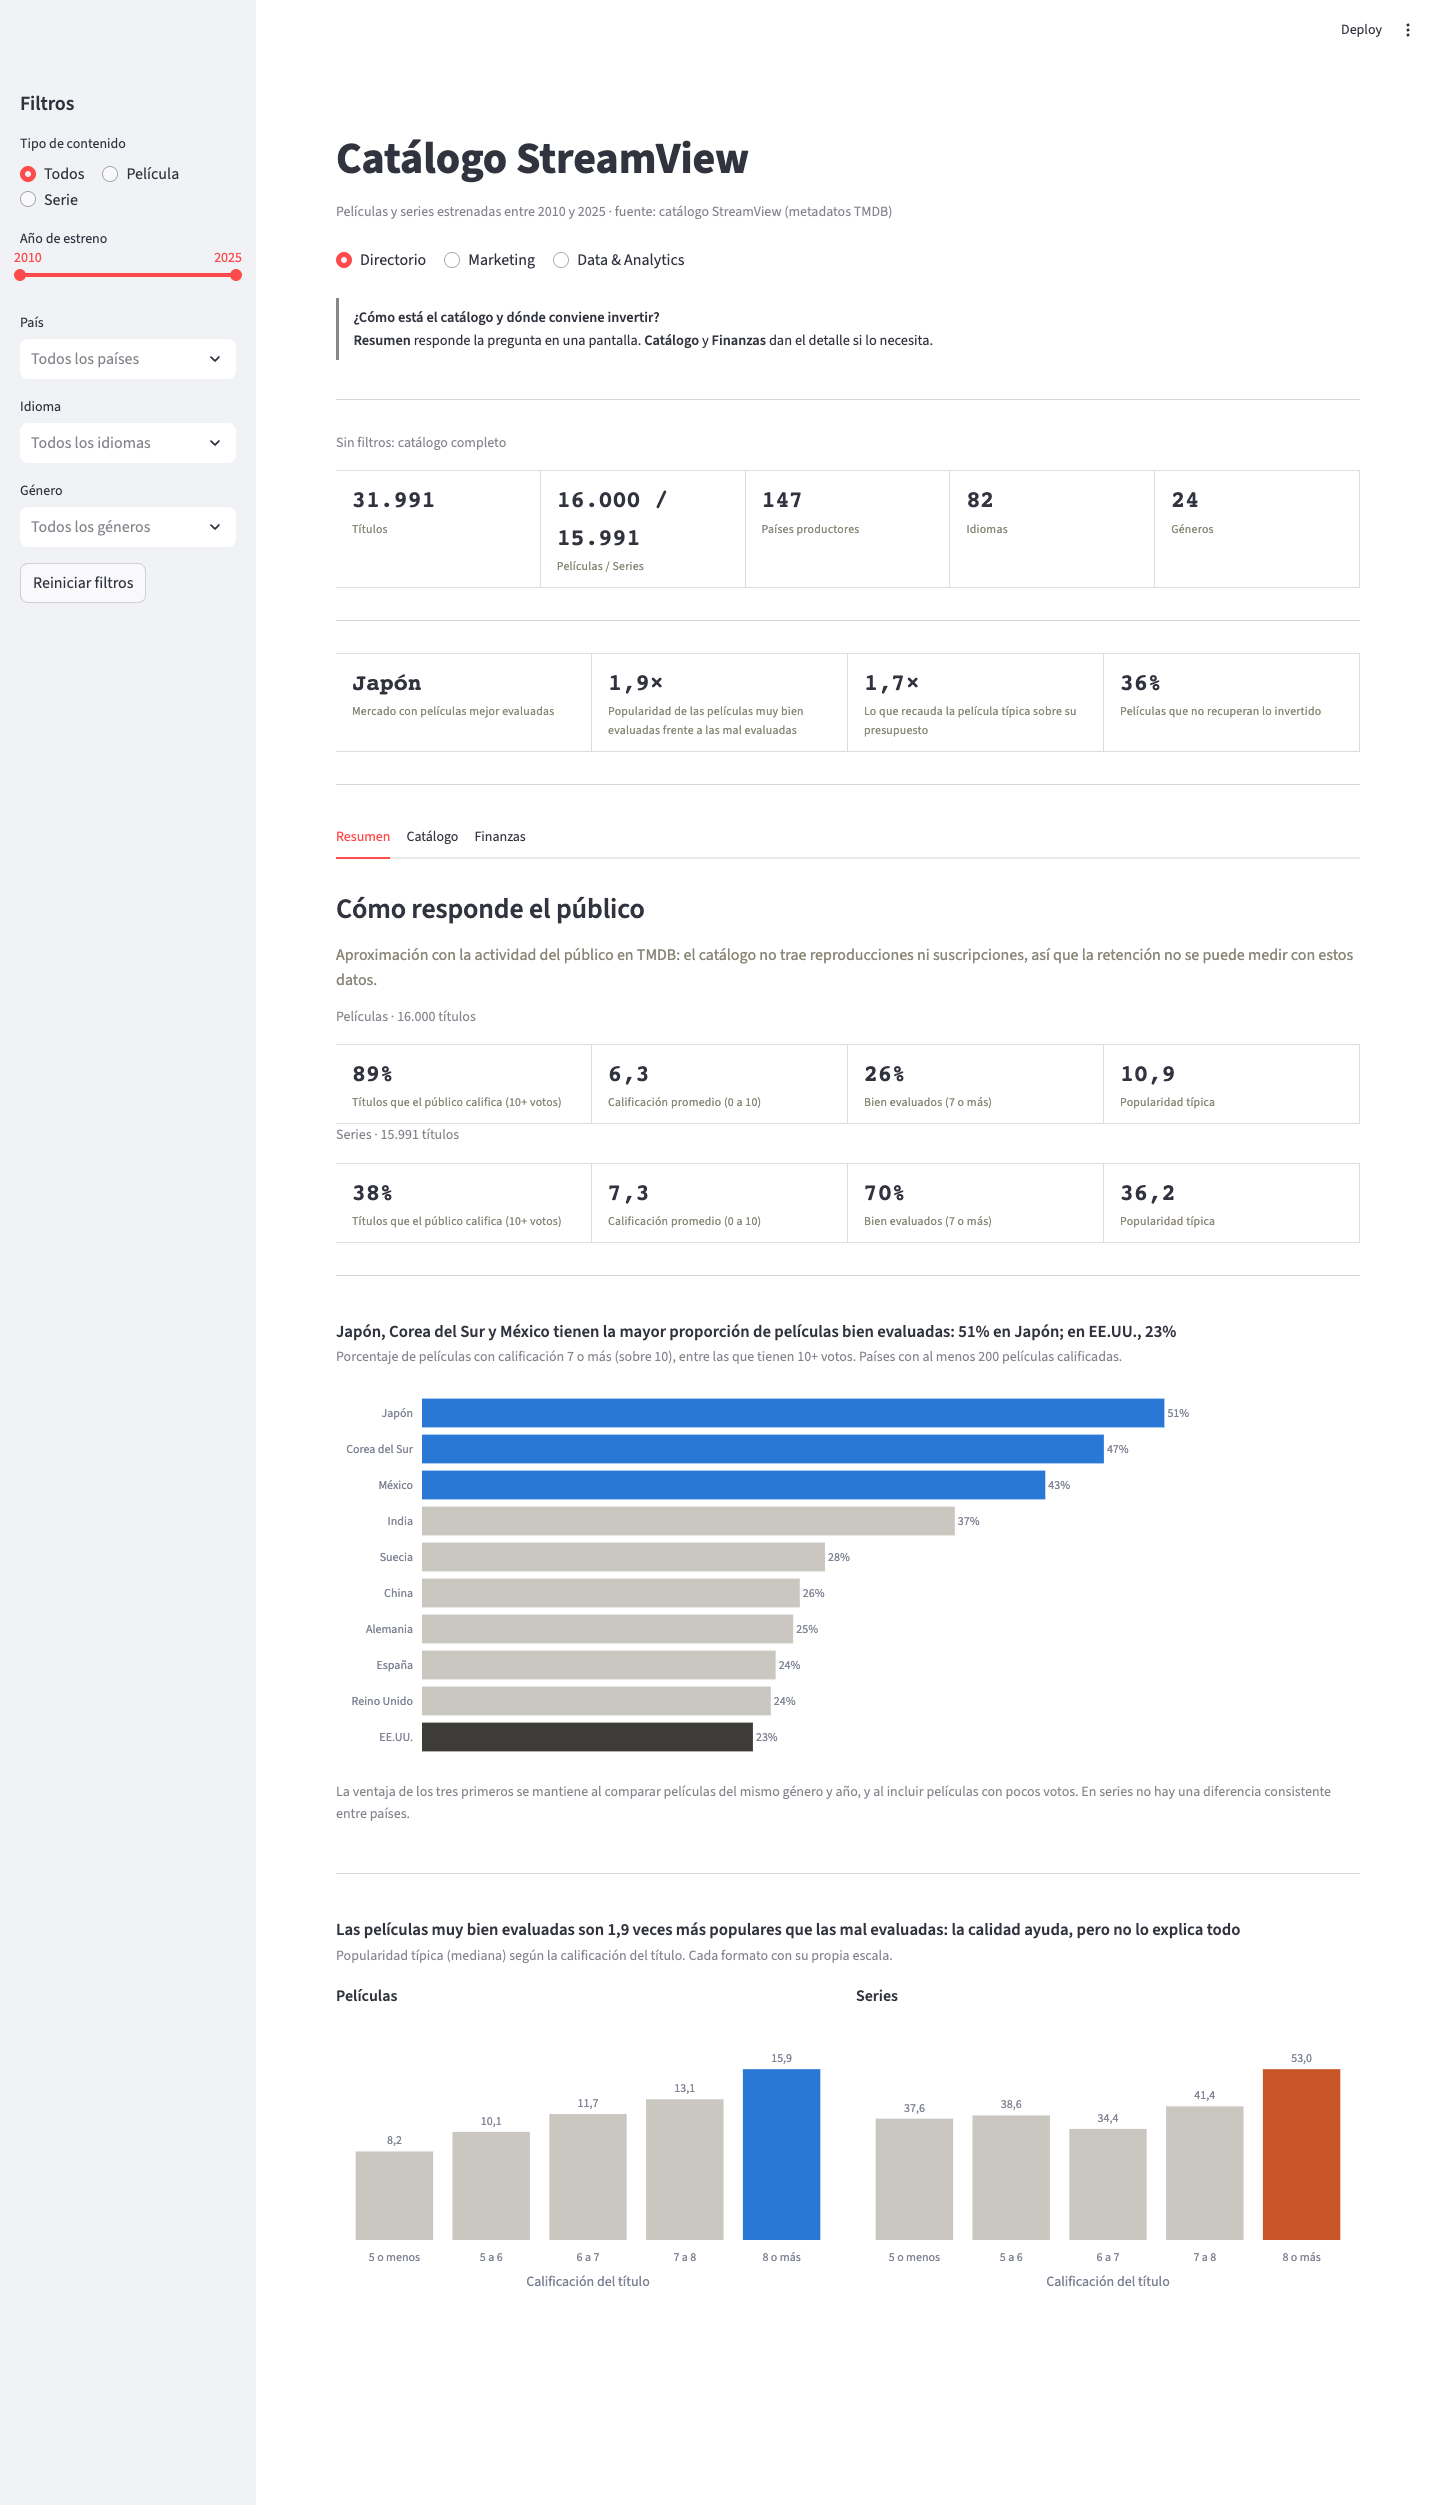 Deploy
Filtros
Tipo de contenido
Todos
Película
Serie
Año de estreno
2010
2025
País
Todos los países
Idioma
Todos los idiomas
Género
Todos los géneros
Reiniciar filtros
Catálogo StreamView
Películas y series estrenadas entre 2010 y 2025 · fuente: catálogo StreamView (metadatos TMDB)
Directorio
Marketing
Data & Analytics
¿Cómo está el catálogo y dónde conviene invertir?
Resumen responde la pregunta en una pantalla. Catálogo y Finanzas dan el detalle si lo necesita.
Sin filtros: catálogo completo
31.991
Títulos
16.000 /
15.991
Películas / Series
147
Países productores
82
Idiomas
24
Géneros
Japón
Mercado con películas mejor evaluadas
1,9×
Popularidad de las películas muy bien
evaluadas frente a las mal evaluadas
1,7×
Lo que recauda la película típica sobre su
presupuesto
36%
Películas que no recuperan lo invertido
Resumen
Catálogo
Finanzas
Cómo responde el público
Aproximación con la actividad del público en TMDB: el catálogo no trae reproducciones ni suscripciones, así que la retención no se puede medir con estos
datos.
Películas · 16.000 títulos
89%
Títulos que el público califica (10+ votos)
6,3
Calificación promedio (0 a 10)
26%
Bien evaluados (7 o más)
10,9
Popularidad típica
Series · 15.991 títulos
38%
Títulos que el público califica (10+ votos)
7,3
Calificación promedio (0 a 10)
70%
Bien evaluados (7 o más)
36,2
Popularidad típica
Japón, Corea del Sur y México tienen la mayor proporción de películas bien evaluadas: 51% en Japón; en EE.UU., 23%
Porcentaje de películas con calificación 7 o más (sobre 10), entre las que tienen 10+ votos. Países con al menos 200 películas calificadas.
Japón 51%
Corea del Sur 47%
México 43%
India 37%
Suecia 28%
China 26%
Alemania 25%
España 24%
Reino Unido 24%
EE.UU. 23%
La ventaja de los tres primeros se mantiene al comparar películas del mismo género y año, y al incluir películas con pocos votos. En series no hay una diferencia consistente
entre países.
Las películas muy bien evaluadas son 1,9 veces más populares que las mal evaluadas: la calidad ayuda, pero no lo explica todo
Popularidad típica (mediana) según la calificación del título. Cada formato con su propia escala.
Películas
8,2
10,1
11,7
13,1
15,9
5 o menos
5 a 6
6 a 7
7 a 8
8 o más
Calificación del título
Series
37,6
38,6
34,4
41,4
53,0
5 o menos
5 a 6
6 a 7
7 a 8
8 o más
Calificación del título